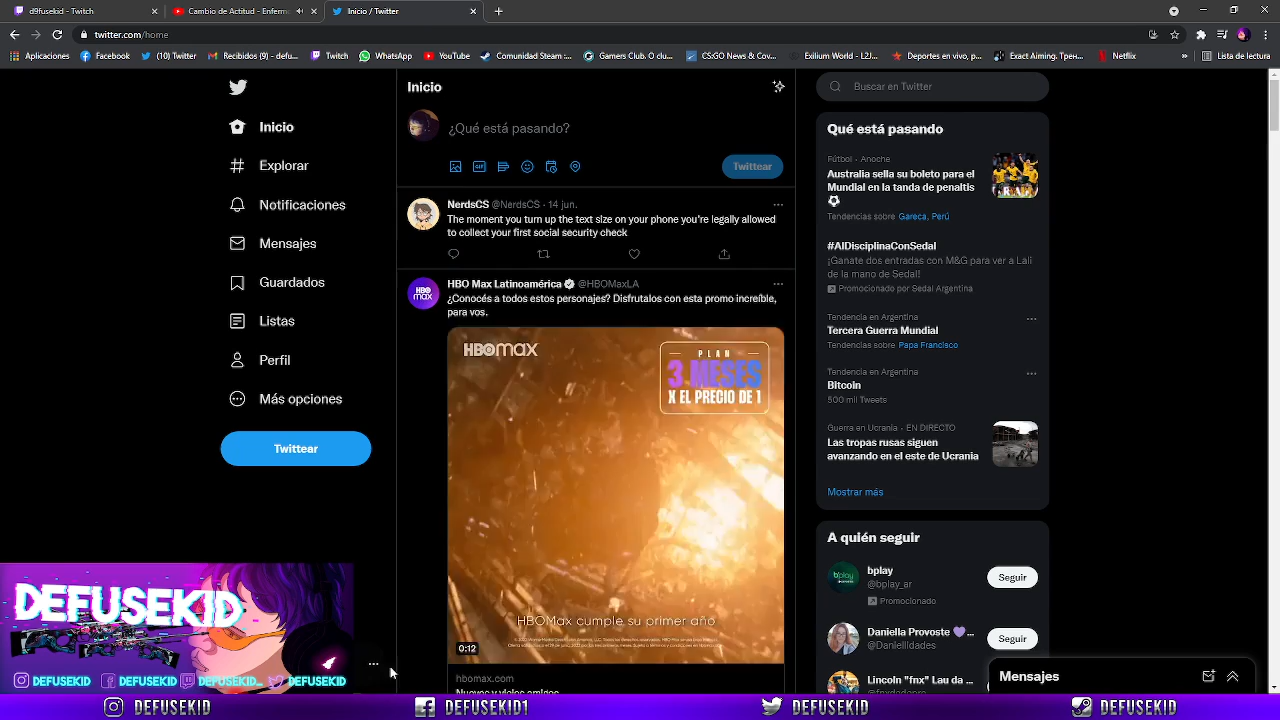 d9fusekid - Twitch
Cambio de Actitud - Enfermedi
Inicio / Twitter
twitter.com/home
Aplicaciones
Facebook
(10) Twitter
Recibidos (9) - defu...
Twitch
WhatsApp
YouTube
Comunidad Steam :...
Gamers Club. O clu...
CS:GO News & Cov...
Exilium World - L2J...
Deportes en vivo, p...
Exact Aiming. Трен...
Netflix
»
Lista de lectura
Inicio
Explorar
Notificaciones
Mensajes
Guardados
Listas
Perfil
Más opciones
Twittear
Inicio
¿Qué está pasando?
GIF
Twittear
NerdsCS @NerdsCS · 14 jun.
The moment you turn up the text size on your phone you're legally allowed
to collect your first social security check
HBO Max Latinoamérica @HBOMaxLA
¿Conocés a todos estos personajes? Disfrutalos con esta promo increíble,
para vos.
HBO max
HBOmax
PLAN
3 MESES
X EL PRECIO DE 1
HBOMax cumple su primer año
0:12
hbomax.com
Nuevos y viejos amigos
Buscar en Twitter
Qué está pasando
Fútbol · Anoche
Australia sella su boleto para el
Mundial en la tanda de penaltis
Tendencias sobre Gareca, Perú
#AlDisciplinaConSedal
¡Ganate dos entradas con M&G para ver a Lali
de la mano de Sedal!
Promocionado por Sedal Argentina
Tendencia en Argentina
Tercera Guerra Mundial
Tendencias sobre Papa Francisco
Tendencia en Argentina
Bitcoin
500 mil Tweets
Guerra en Ucrania · EN DIRECTO
Las tropas rusas siguen
avanzando en el este de Ucrania
Mostrar más
A quién seguir
bplay
bplay
@bplay_ar
Promocionado
Seguir
Daniella Provoste
@DanielIIdades
Seguir
Lincoln "fnx" Lau da ...
Mensajes
DEFUSEKID
DEFUSEKID
DEFUSEKID
DEFUSEKID...
DEFUSEKID
DEFUSEKID
DEFUSEKID1
DEFUSEKID
DEFUSEKID